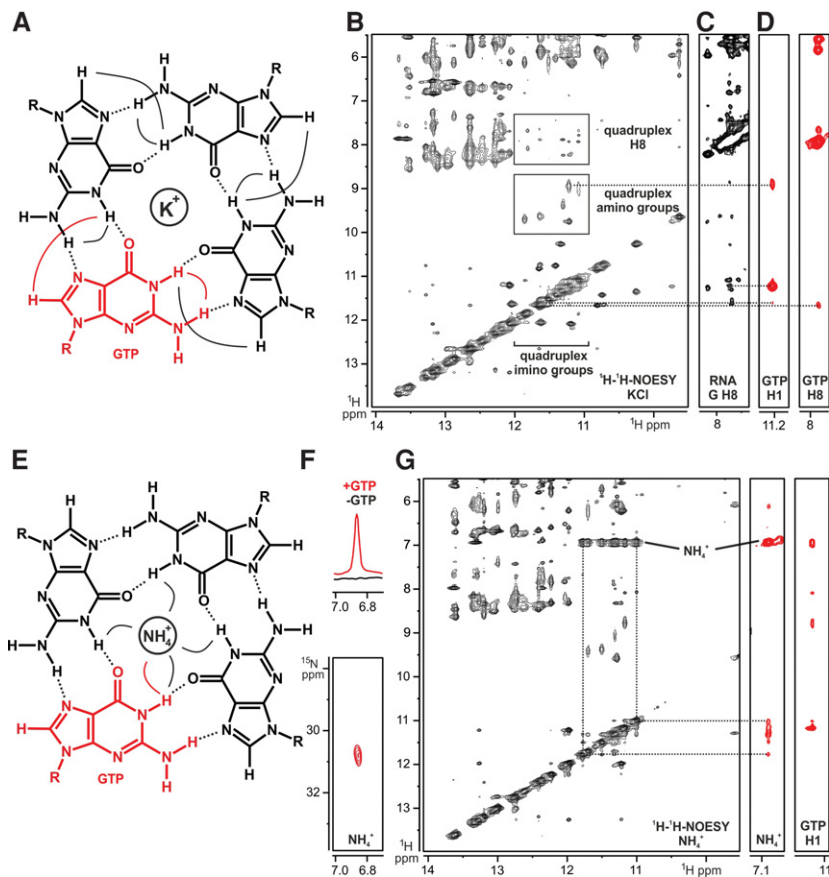 A
H
R
N
N
H
N
H
N
N
R
N
N
H
O
O
H
N
N
H
K+
N
H
N
H
H
N
H
N
O
H
O
N
H
N
N
N
N
H
R
GTP
R
H
B
6
7
8
9
10
11
12
13
1H
ppm
quadruplex
H8
quadruplex
amino groups
quadruplex
imino groups
1H-1H-NOESY
KCl
14 13 12 11 1H ppm
C
RNA
G H8
8
D
GTP
H1
11.2
GTP
H8
8
E
H
R
N
N
H
N
H
N
N
R
N
N
H
O
O
H
N
N
H
NH4+
N
H
N
H
H
N
H
N
O
H
O
N
H
N
N
N
N
H
R
GTP
R
H
F
+GTP
-GTP
7.0 6.8
15N
ppm
30
32
NH4+
7.0 6.8
G
6
7
8
9
10
11
12
13
1H
ppm
NH4+
1H-1H-NOESY
NH4+
14 13 12 11 1H ppm
NH4+
7.1
GTP
H1
11